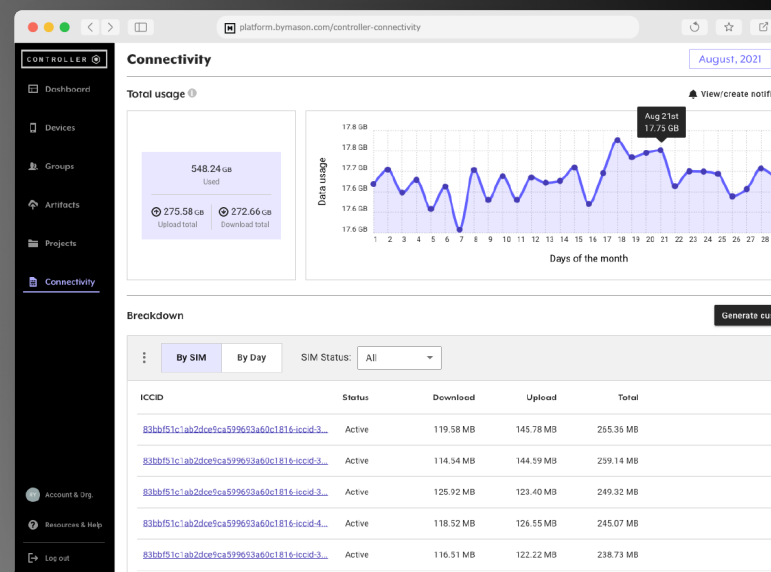 platform.bymason.com/controller-connectivity
CONTROLLER
Connectivity
August, 2021
Dashboard
Devices
Groups
Artifacts
Projects
Connectivity
Total usage
View/create notifi
548.24 GB
Used
275.58 GB
Upload total
272.66 GB
Download total
Data usage
17.8 GB
17.8 GB
17.7 GB
17.6 GB
17.6 GB
17.6 GB
Aug 21st
17.75 GB
1 2 3 4 5 6 7 8 9 10 11 12 13 14 15 16 17 18 19 20 21 22 23 24 25 26 27 28
Days of the month
Breakdown
Generate cu
By SIM By Day SIM Status: All
ICCID Status Download Upload Total
83bbf51c1ab2dce9ca599693a60c1816-iccid-3... Active 119.58 MB 145.78 MB 265.36 MB
83bbf51c1ab2dce9ca599693a60c1816-iccid-3... Active 114.54 MB 144.59 MB 259.14 MB
83bbf51c1ab2dce9ca599693a60c1816-iccid-3... Active 125.92 MB 123.40 MB 249.32 MB
83bbf51c1ab2dce9ca599693a60c1816-iccid-4... Active 118.52 MB 126.55 MB 245.07 MB
83bbf51c1ab2dce9ca599693a60c1816-iccid-3... Active 116.51 MB 122.22 MB 238.73 MB
Account & Org.
Resources & Help
Log out